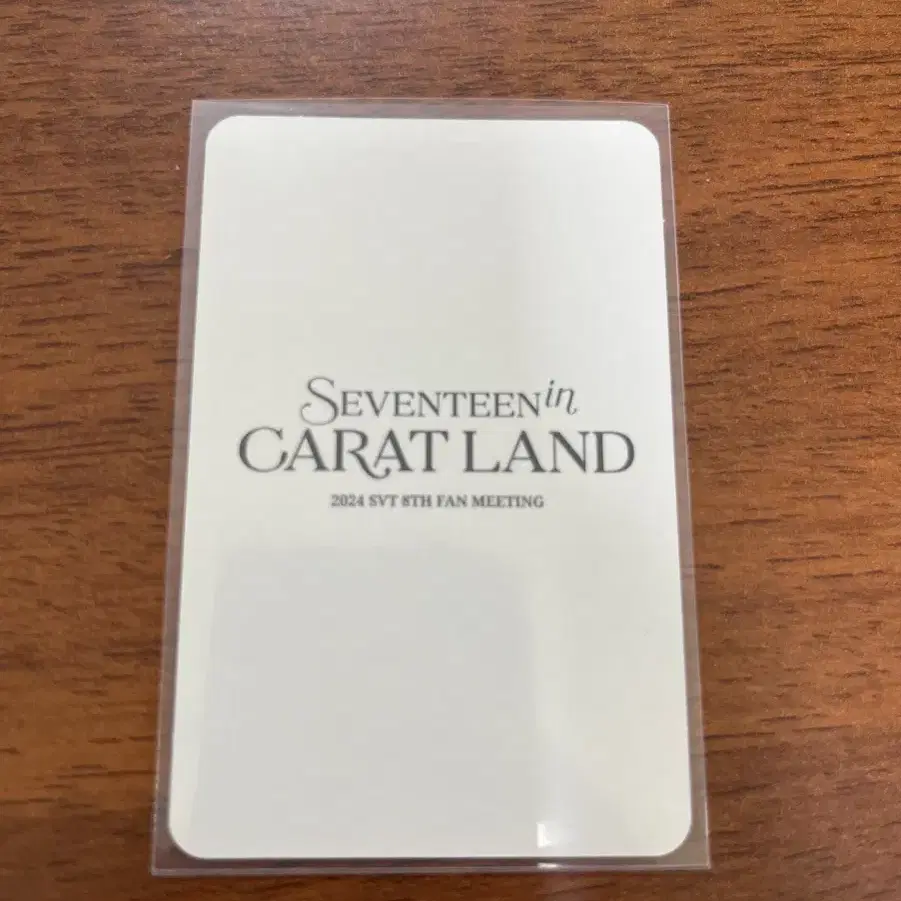 SEVENTEEN in
CARAT LAND
2024 SVT 8TH FAN MEETING